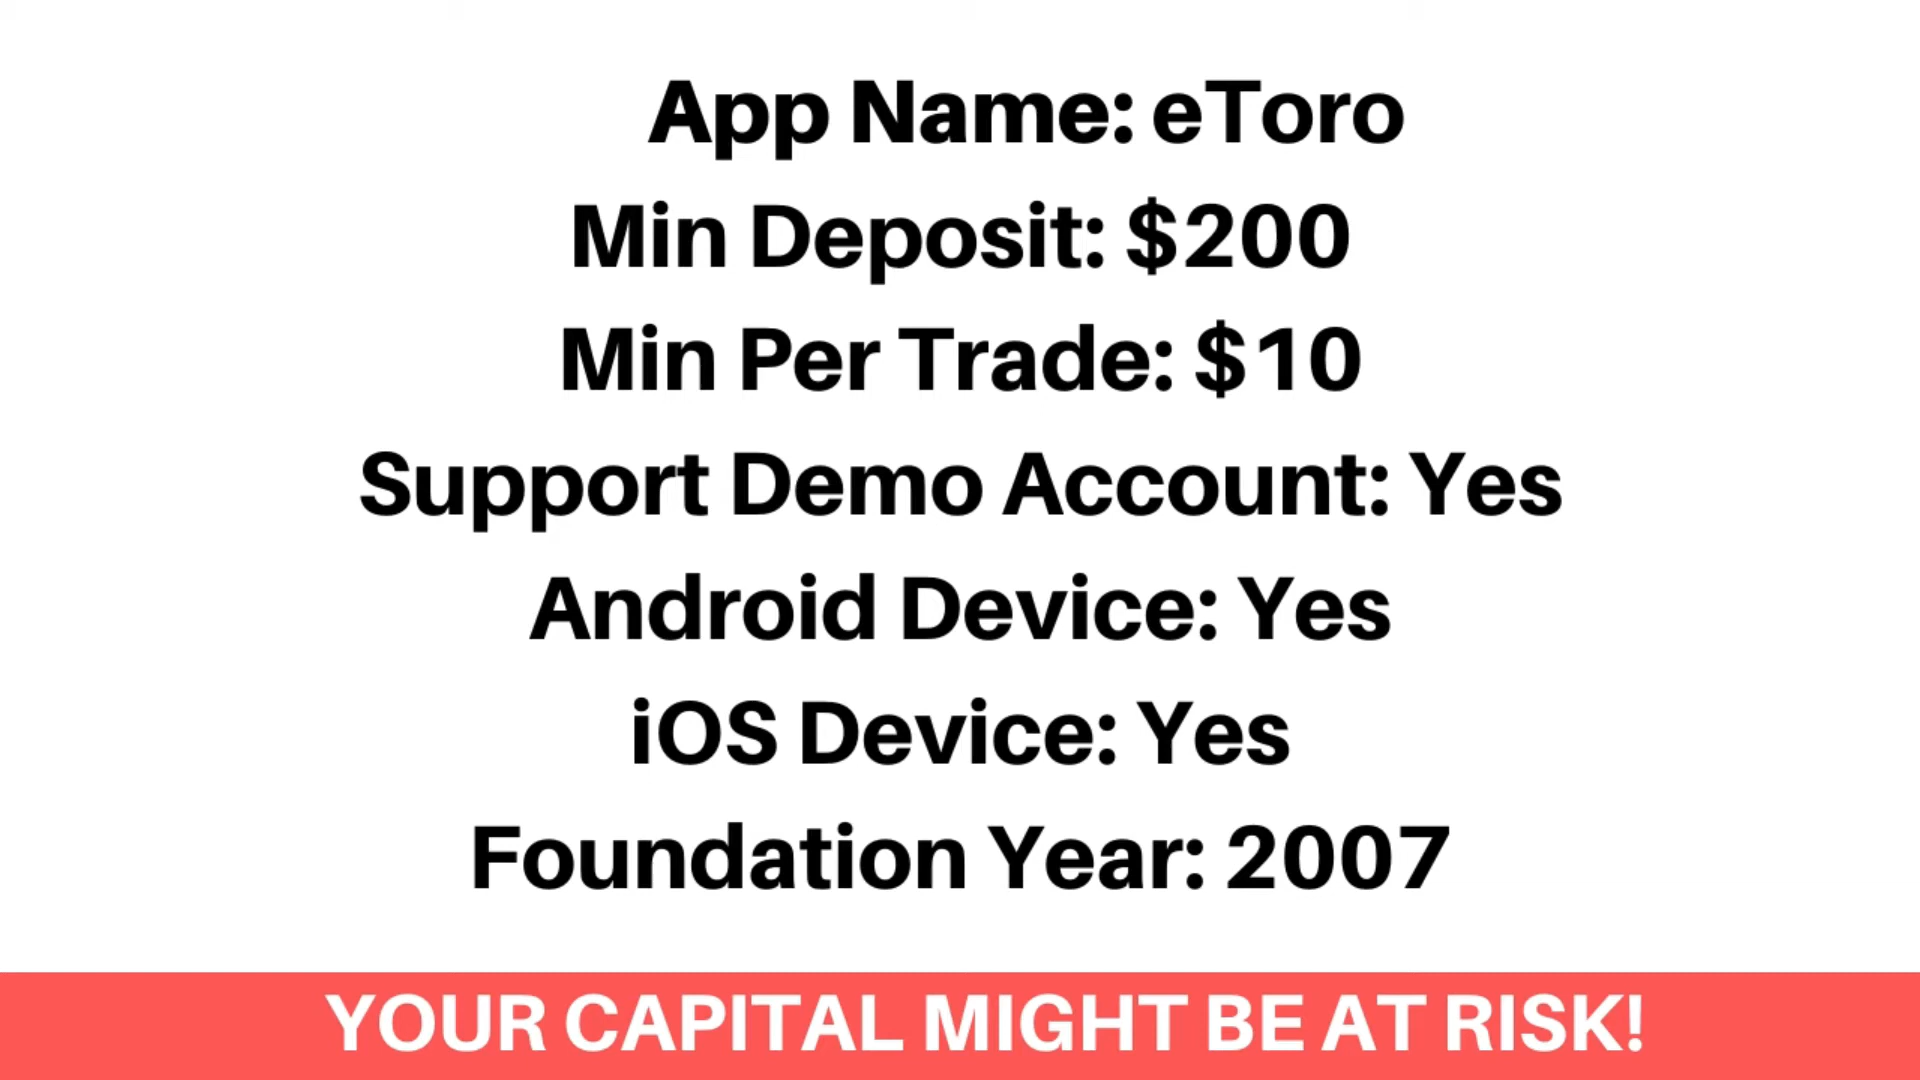 App Name: eToro
Min Deposit: $200
Min Per Trade: $10
Support Demo Account: Yes
Android Device: Yes
iOS Device: Yes
Foundation Year: 2007
YOUR CAPITAL MIGHT BE AT RISK!